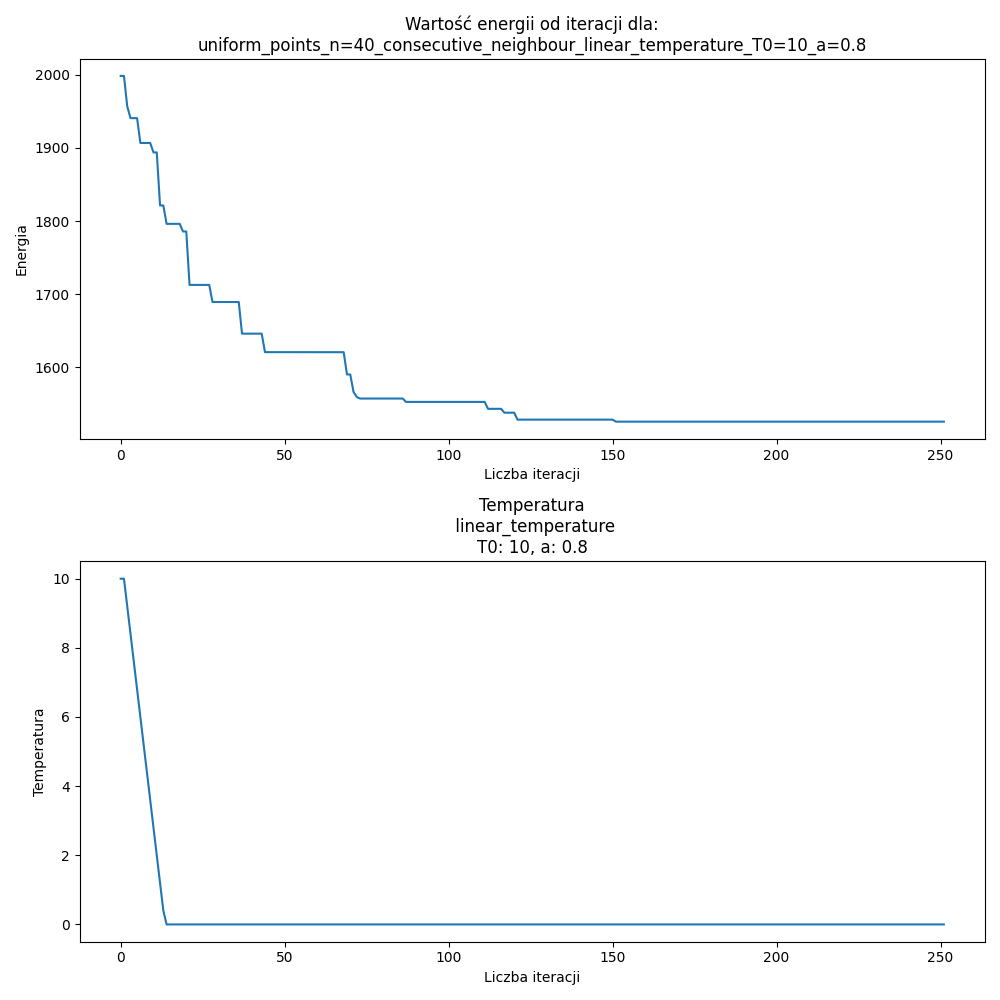 Wartość energii od iteracji dla:
uniform_points_n=40_consecutive_neighbour_linear_temperature_T0=10_a=0.8
2000
1900
1800
1700
1600
Energia
0 50 100 150 200 250
Liczba iteracji
Temperatura
linear_temperature
T0: 10, a: 0.8
10
8
6
4
2
0
Temperatura
0 50 100 150 200 250
Liczba iteracji